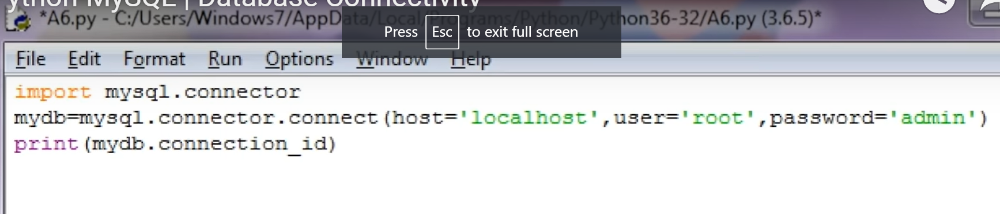 ython MySQL | Database Connectivity
*A6.py - C:/Users/Windows7/AppData/Local/Programs/Python/Python36-32/A6.py (3.6.5)*
Press Esc to exit full screen
File Edit Format Run Options Window Help
import mysql.connector
mydb=mysql.connector.connect(host='localhost',user='root',password='admin')
print(mydb.connection_id)